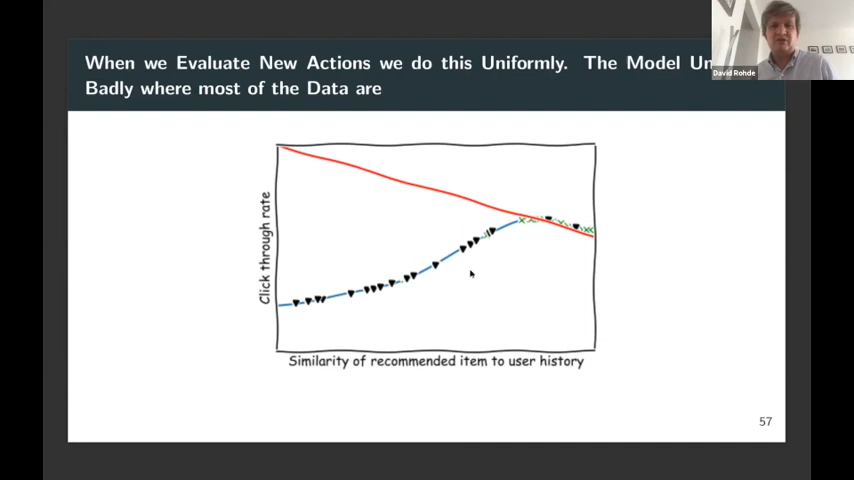 When we Evaluate New Actions we do this Uniformly. The Model
Badly where most of the Data are
David Rohde
Click through rate
Similarity of recommended item to user history
57